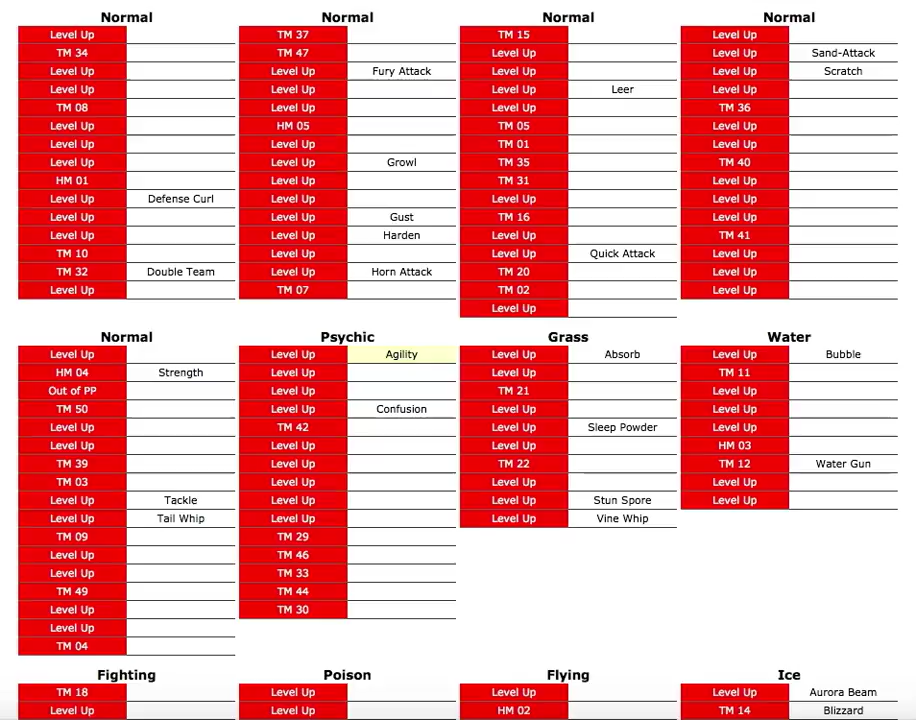 Normal Normal Normal Normal
Level Up TM 37 TM 15 Level Up
TM 34 TM 47 Level Up Level Up Sand-Attack
Level Up Level Up Fury Attack Level Up Level Up Scratch
Level Up Level Up Level Up Leer Level Up
TM 08 Level Up Level Up TM 36
Level Up HM 05 TM 05 Level Up
Level Up Level Up TM 01 Level Up
Level Up Level Up Growl TM 35 TM 40
HM 01 Level Up TM 31 Level Up
Level Up Defense Curl Level Up Level Up Level Up
Level Up Level Up Gust TM 16 Level Up
Level Up Level Up Harden Level Up TM 41
TM 10 Level Up Level Up Quick Attack Level Up
TM 32 Double Team Level Up Horn Attack TM 20 Level Up
Level Up TM 07 TM 02 Level Up
Level Up
Normal Psychic Grass Water
Level Up Level Up Agility Level Up Absorb Level Up Bubble
HM 04 Strength Level Up Level Up TM 11
Out of PP Level Up TM 21 Level Up
TM 50 Level Up Confusion Level Up Level Up
Level Up TM 42 Level Up Sleep Powder Level Up
Level Up Level Up Level Up HM 03
TM 39 Level Up TM 22 TM 12 Water Gun
TM 03 Level Up Level Up Level Up
Level Up Tackle Level Up Level Up Stun Spore Level Up
Level Up Tail Whip Level Up Level Up Vine Whip
TM 09 TM 29
Level Up TM 46
Level Up TM 33
TM 49 TM 44
Level Up TM 30
Level Up
TM 04
Fighting Poison Flying Ice
TM 18 Level Up Level Up Level Up Aurora Beam
Level Up Level Up HM 02 TM 14 Blizzard